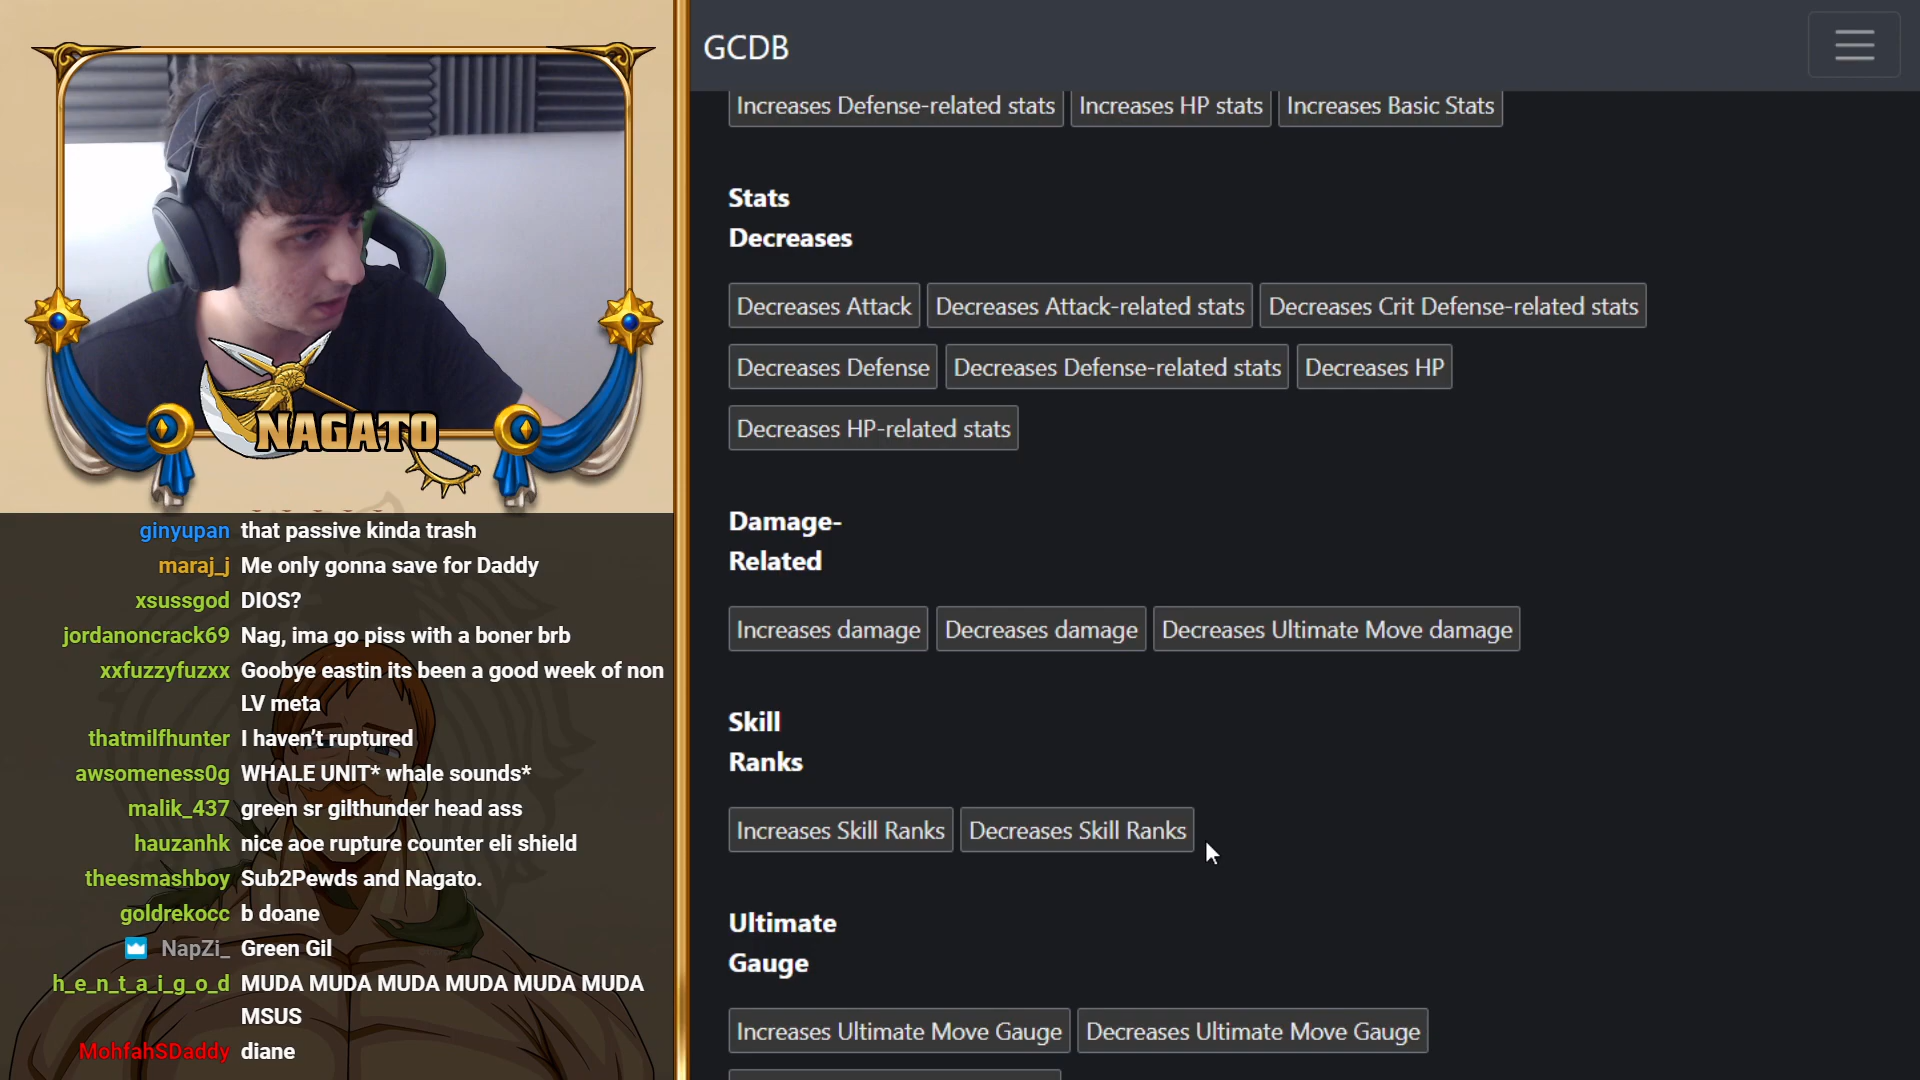 NAGATO
ginyupan that passive kinda trash
maraj_j Me only gonna save for Daddy
xsussgod DIOS?
jordanoncrack69 Nag, ima go piss with a boner brb
xxfuzzyfuzxx Goobye eastin its been a good week of non
LV meta
thatmilfhunter I haven't ruptured
awsomeness0g WHALE UNIT* whale sounds*
malik_437 green sr gilthunder head ass
hauzanhk nice aoe rupture counter eli shield
theesmashboy Sub2Pewds and Nagato.
goldrekocc b doane
NapZi_ Green Gil
h_e_n_t_a_i_g_o_d MUDA MUDA MUDA MUDA MUDA MUDA
MSUS
MohfahSDaddy diane
GCDB
Increases Defense-related stats Increases HP stats Increases Basic Stats
Stats
Decreases
Decreases Attack Decreases Attack-related stats Decreases Crit Defense-related stats
Decreases Defense Decreases Defense-related stats Decreases HP
Decreases HP-related stats
Damage-
Related
Increases damage Decreases damage Decreases Ultimate Move damage
Skill
Ranks
Increases Skill Ranks Decreases Skill Ranks
Ultimate
Gauge
Increases Ultimate Move Gauge Decreases Ultimate Move Gauge